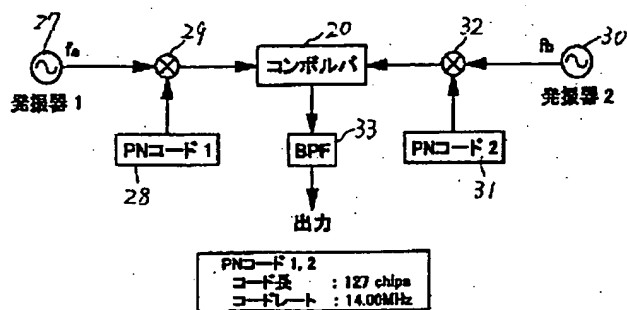 27
29
20
32
30
fa
fb
コンボルバ
発振器 1
発振器 2
33
PNコード 1
BPF
PNコード 2
28
31
出力
PNコード 1, 2
コード長 : 127 chips
コードレート : 14.00MHz